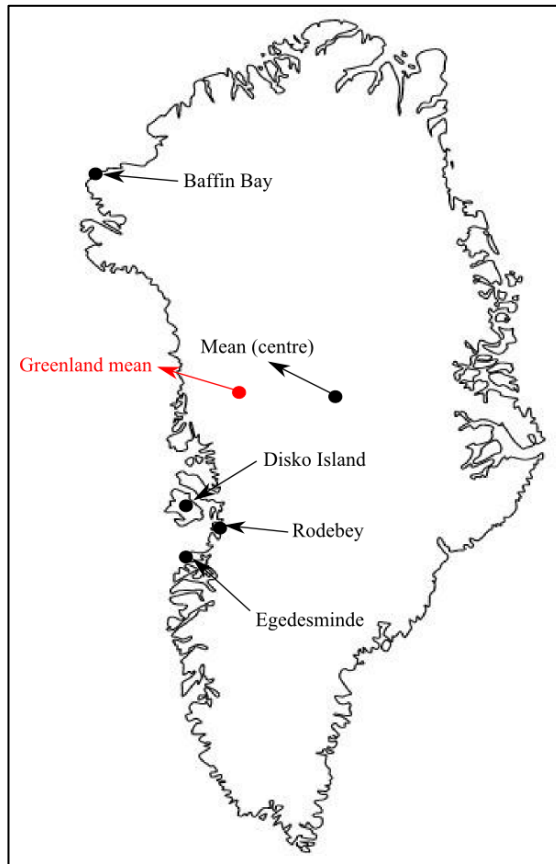 Baffin Bay
Mean (centre)
Greenland mean
Disko Island
Rodebey
Egedesminde